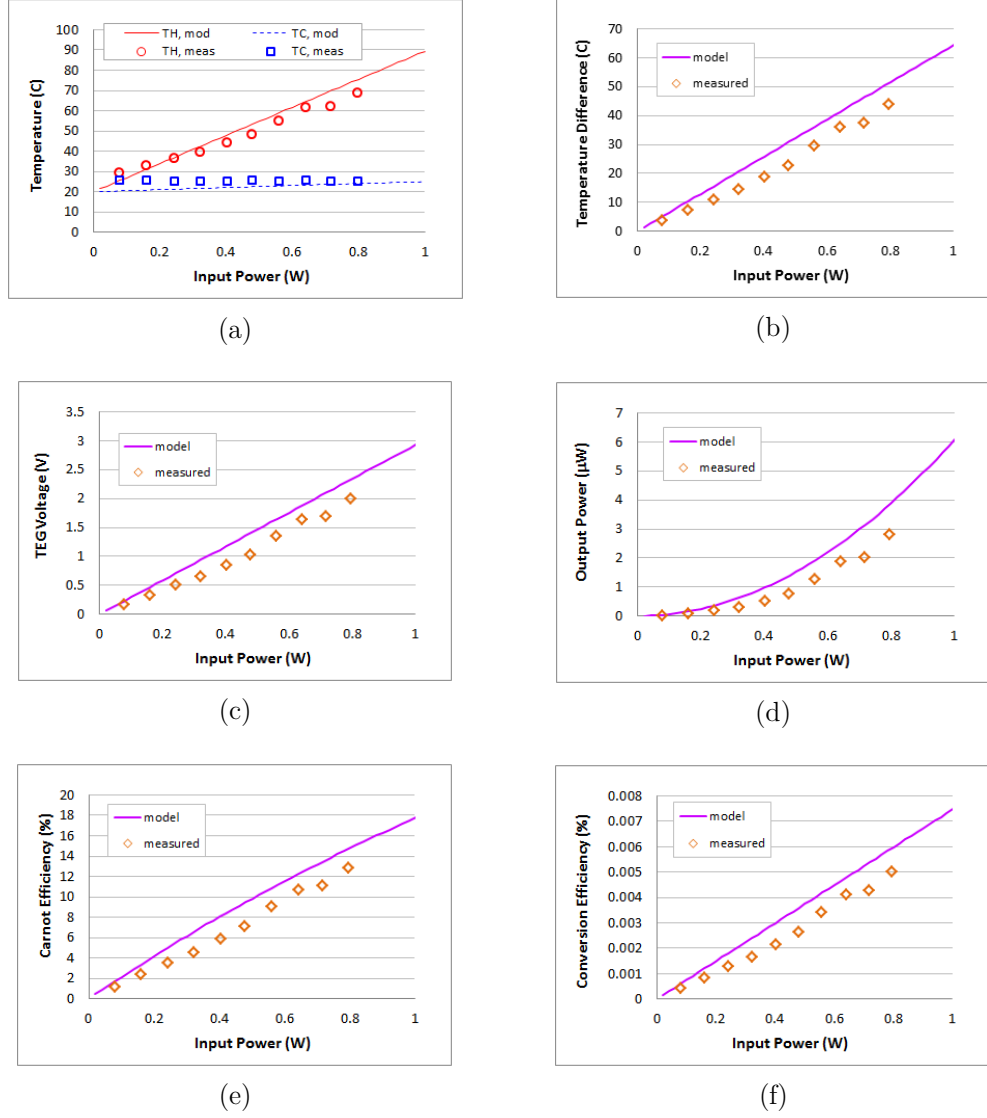 TH, mod
TC, mod
TH, meas
TC, meas
Temperature (C)
100
90
80
70
60
50
40
30
20
10
0
0 0.2 0.4 0.6 0.8 1
Input Power (W)
(a)
model
measured
Temperature Difference (C)
70
60
50
40
30
20
10
0
0 0.2 0.4 0.6 0.8 1
Input Power (W)
(b)
model
measured
TEG Voltage (V)
3.5
3
2.5
2
1.5
1
0.5
0
0 0.2 0.4 0.6 0.8 1
Input Power (W)
(c)
model
measured
Output Power (μW)
7
6
5
4
3
2
1
0
0 0.2 0.4 0.6 0.8 1
Input Power (W)
(d)
model
measured
Carnot Efficiency (%)
20
18
16
14
12
10
8
6
4
2
0
0 0.2 0.4 0.6 0.8 1
Input Power (W)
(e)
model
measured
Conversion Efficiency (%)
0.008
0.007
0.006
0.005
0.004
0.003
0.002
0.001
0
0 0.2 0.4 0.6 0.8 1
Input Power (W)
(f)